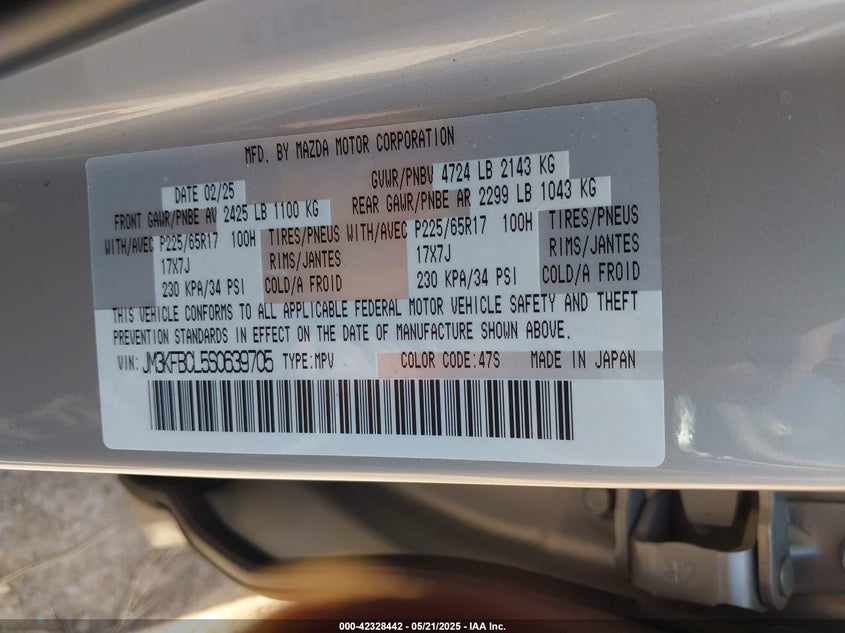 MFD. BY MAZDA MOTOR CORPORATION
DATE 02/25 GVWR/PNBV 4724 LB 2143 KG
FRONT GAWR/PNBE AV 2425 LB 1100 KG REAR GAWR/PNBE AR 2299 LB 1043 KG
WITH/AVEC P225/65R17 100H TIRES/PNEUS WITH/AVEC P225/65R17 100H TIRES/PNEUS
17X7J RIMS/JANTES 17X7J RIMS/JANTES
230 KPA/34 PSI COLD/A FROID 230 KPA/34 PSI COLD/A FROID
THIS VEHICLE CONFORMS TO ALL APPLICABLE FEDERAL MOTOR VEHICLE SAFETY AND THEFT
PREVENTION STANDARDS IN EFFECT ON THE DATE OF MANUFACTURE SHOWN ABOVE.
VIN: JM3KFBCL5S0639705 TYPE:MPV COLOR CODE:47S MADE IN JAPAN
000-42328442 — 05/21/2025 — IAA Inc.